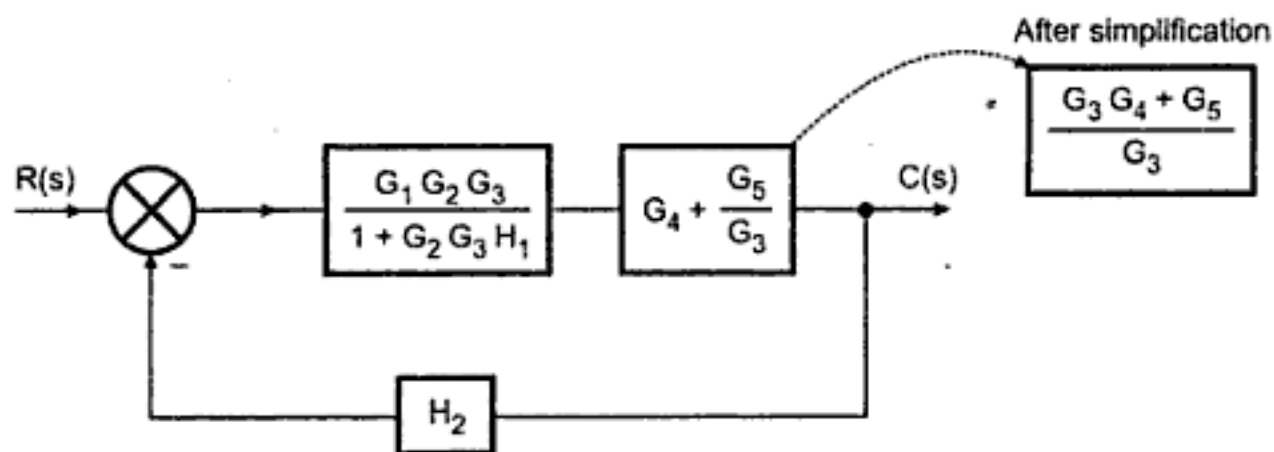 After simplification
G₃ G₄ + G₅
G₃
R(s)
G₁ G₂ G₃
1 + G₂ G₃ H₁
G₄ + G₅
G₃
C(s)
–
H₂